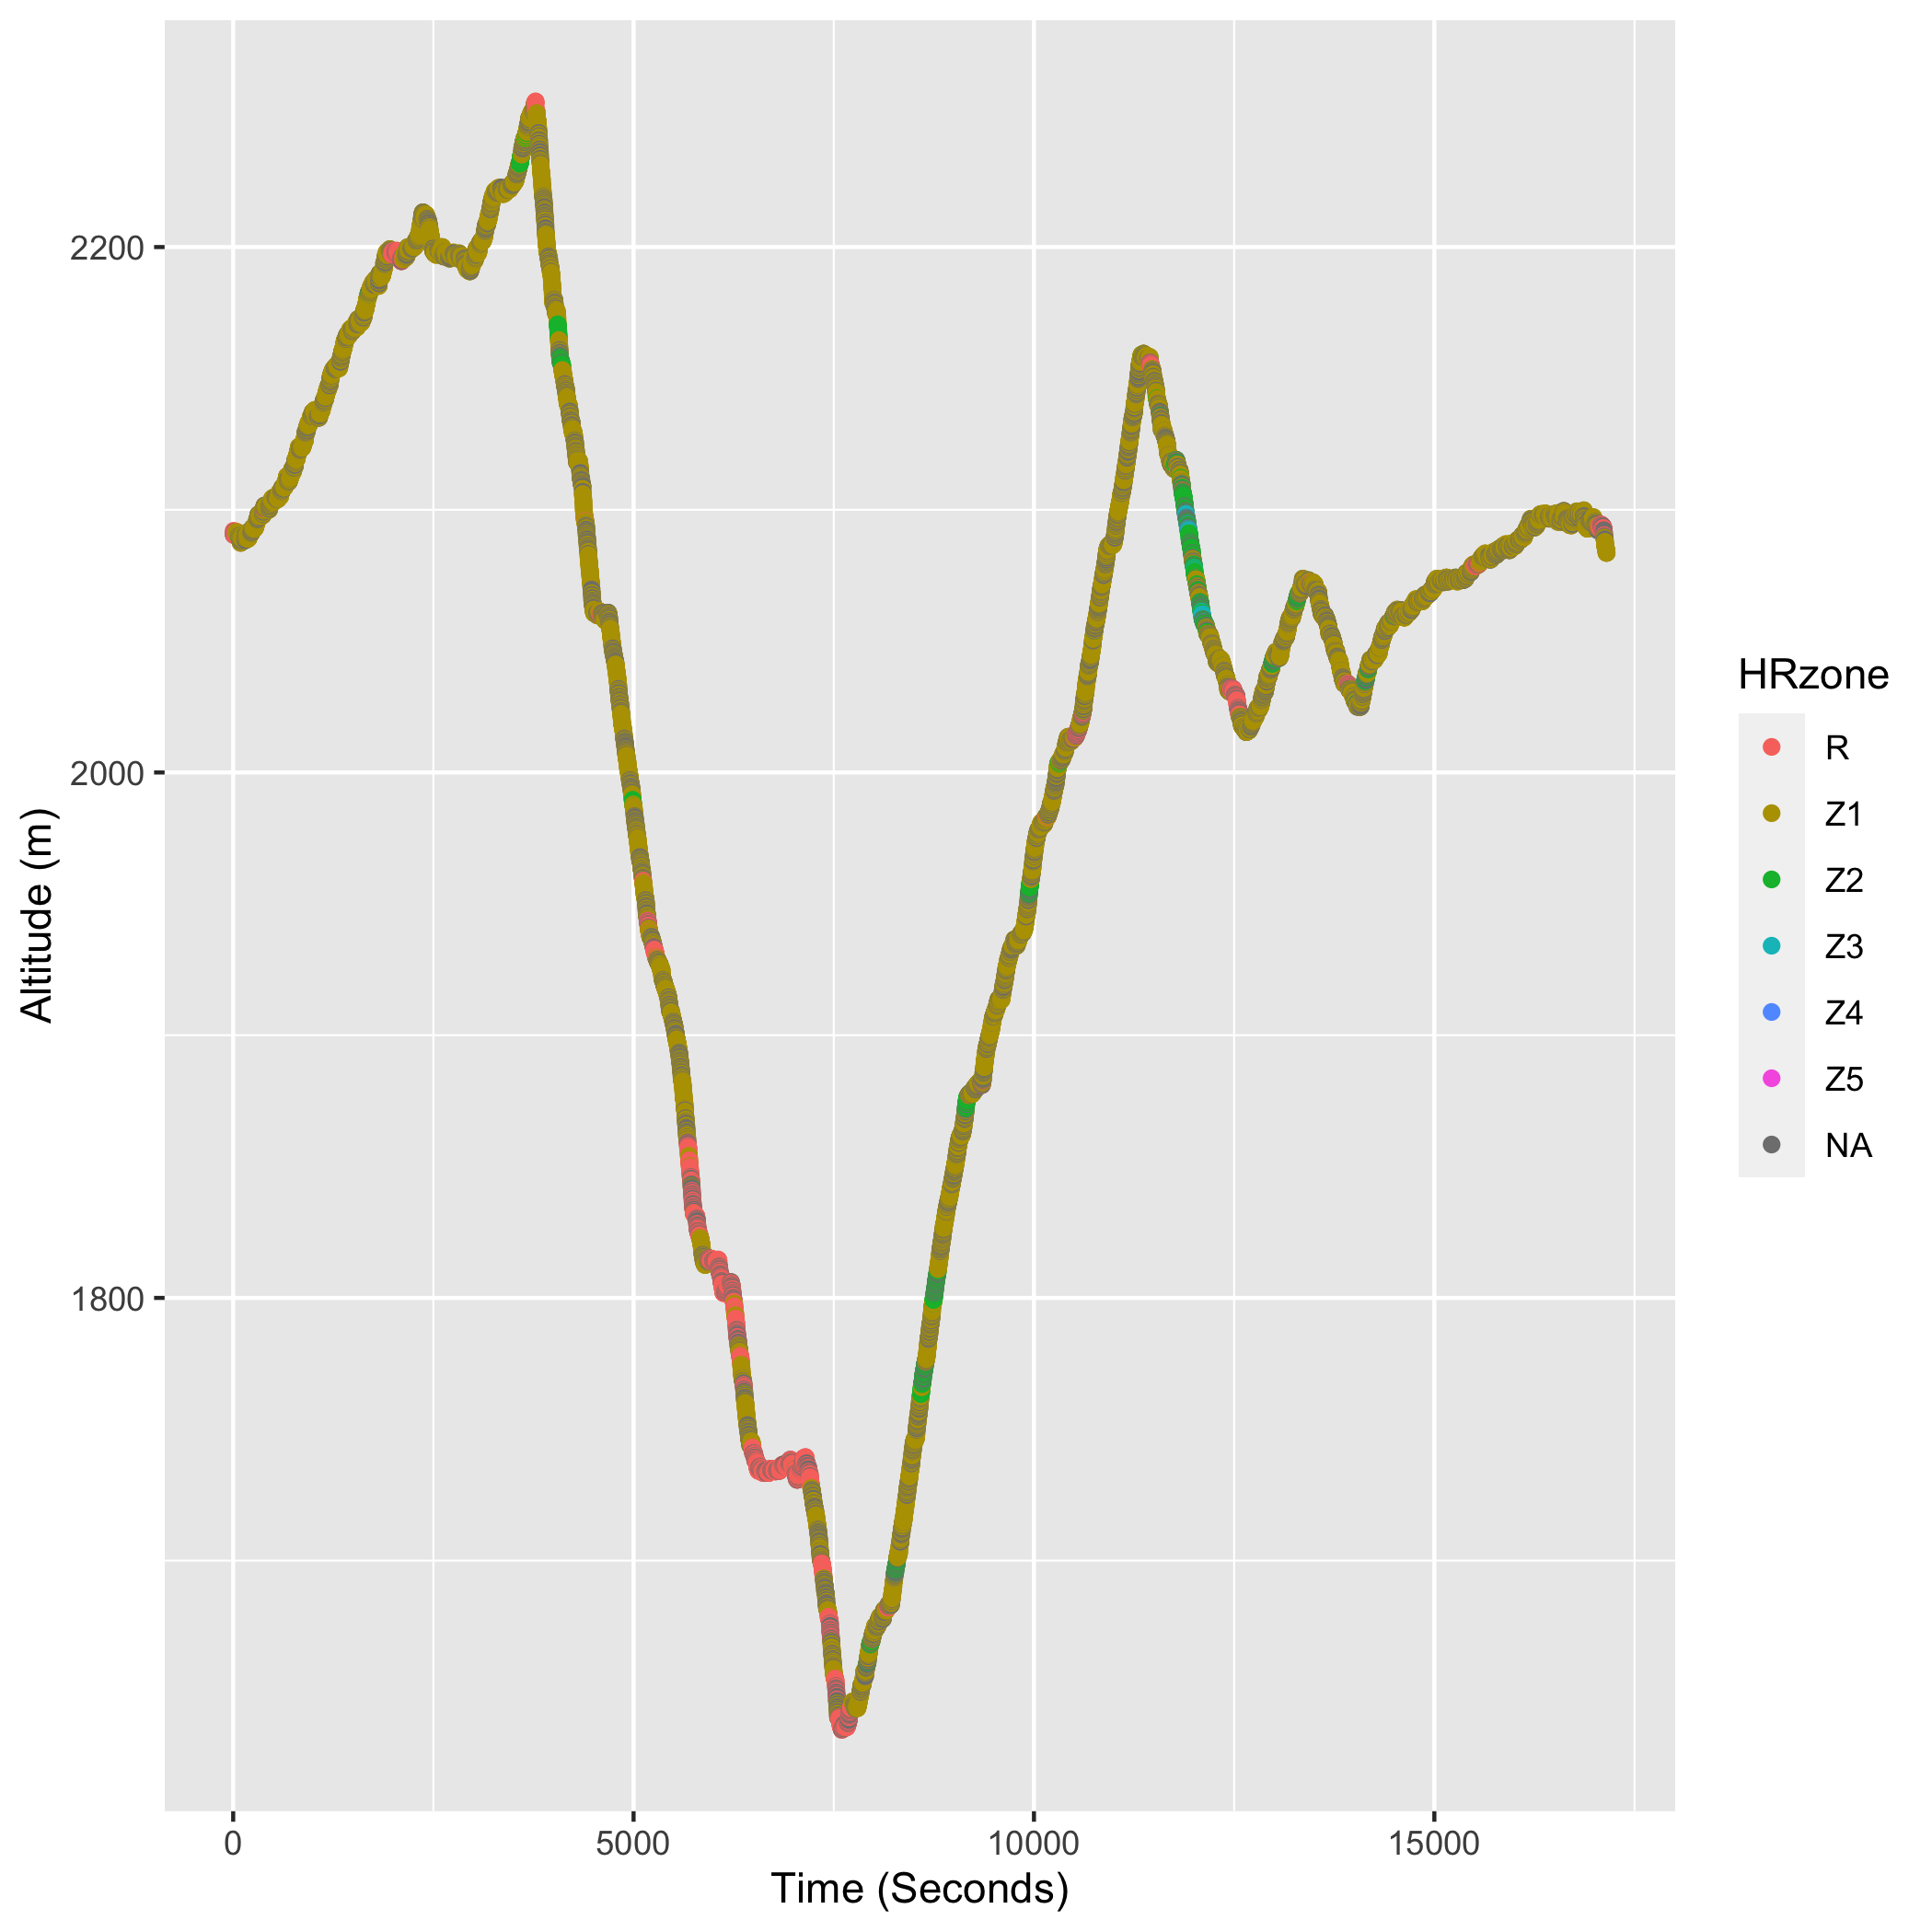 2200
2000
1800
Altitude (m)
0
5000
10000
15000
Time (Seconds)
HRzone
R
Z1
Z2
Z3
Z4
Z5
NA